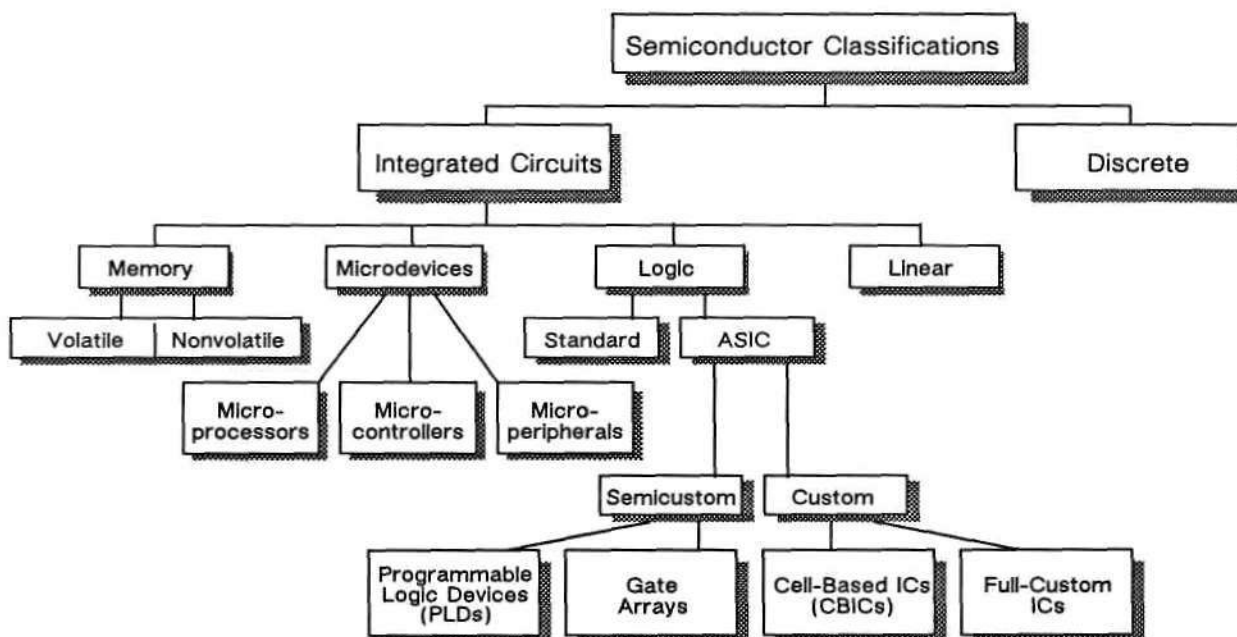 Semiconductor Classifications
Integrated Circuits
Discrete
Memory
Microdevices
Logic
Linear
Volatile
Nonvolatile
Standard
ASIC
Micro-
processors
Micro-
controllers
Micro-
peripherals
Semicustom
Custom
Programmable
Logic Devices
(PLDs)
Gate
Arrays
Cell-Based ICs
(CBICs)
Full-Custom
ICs